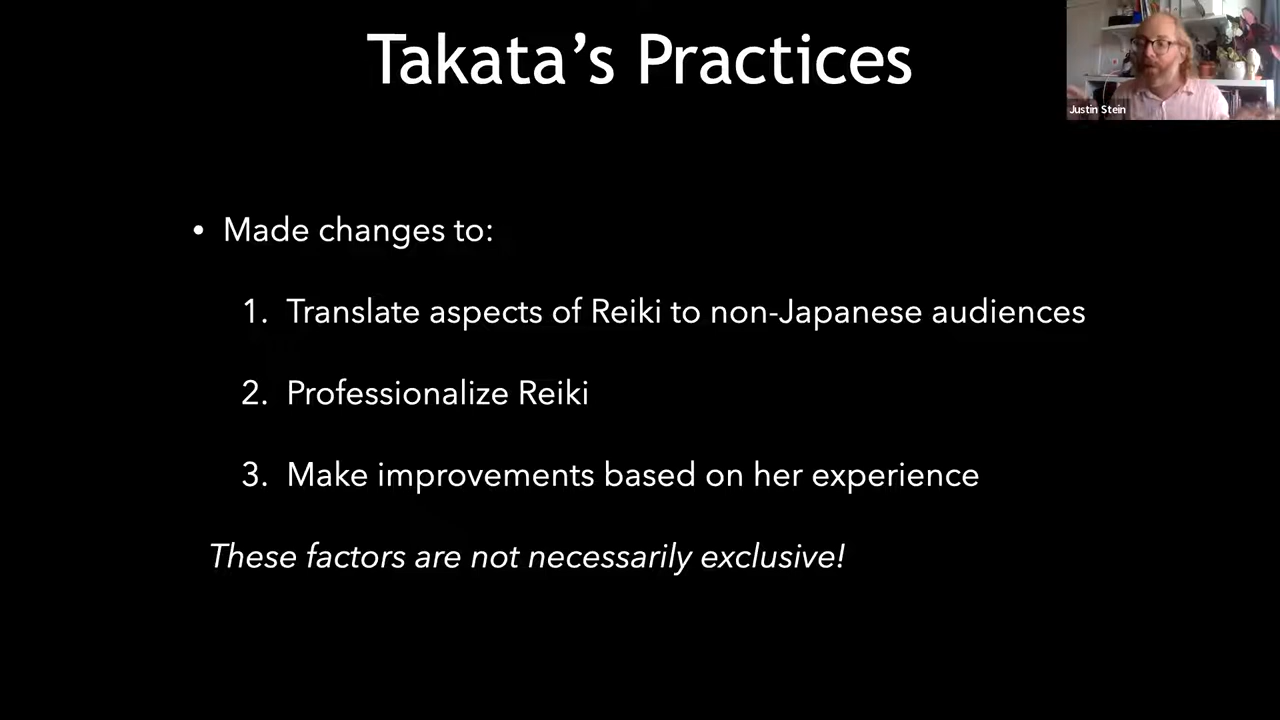 Takata’s Practices
Justin Stein
• Made changes to:
1. Translate aspects of Reiki to non-Japanese audiences
2. Professionalize Reiki
3. Make improvements based on her experience
These factors are not necessarily exclusive!